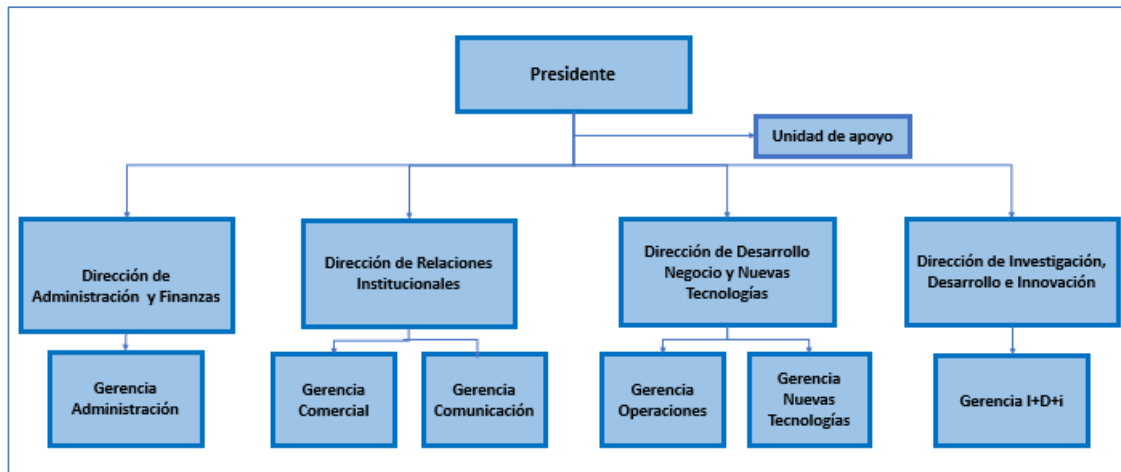 Presidente
Unidad de apoyo
Dirección de
Administración y Finanzas
Dirección de Relaciones
Institucionales
Dirección de Desarrollo
Negocio y Nuevas
Tecnologías
Dirección de Investigación,
Desarrollo e Innovación
Gerencia
Administración
Gerencia
Comercial
Gerencia
Comunicación
Gerencia
Operaciones
Gerencia
Nuevas
Tecnologías
Gerencia I+D+i